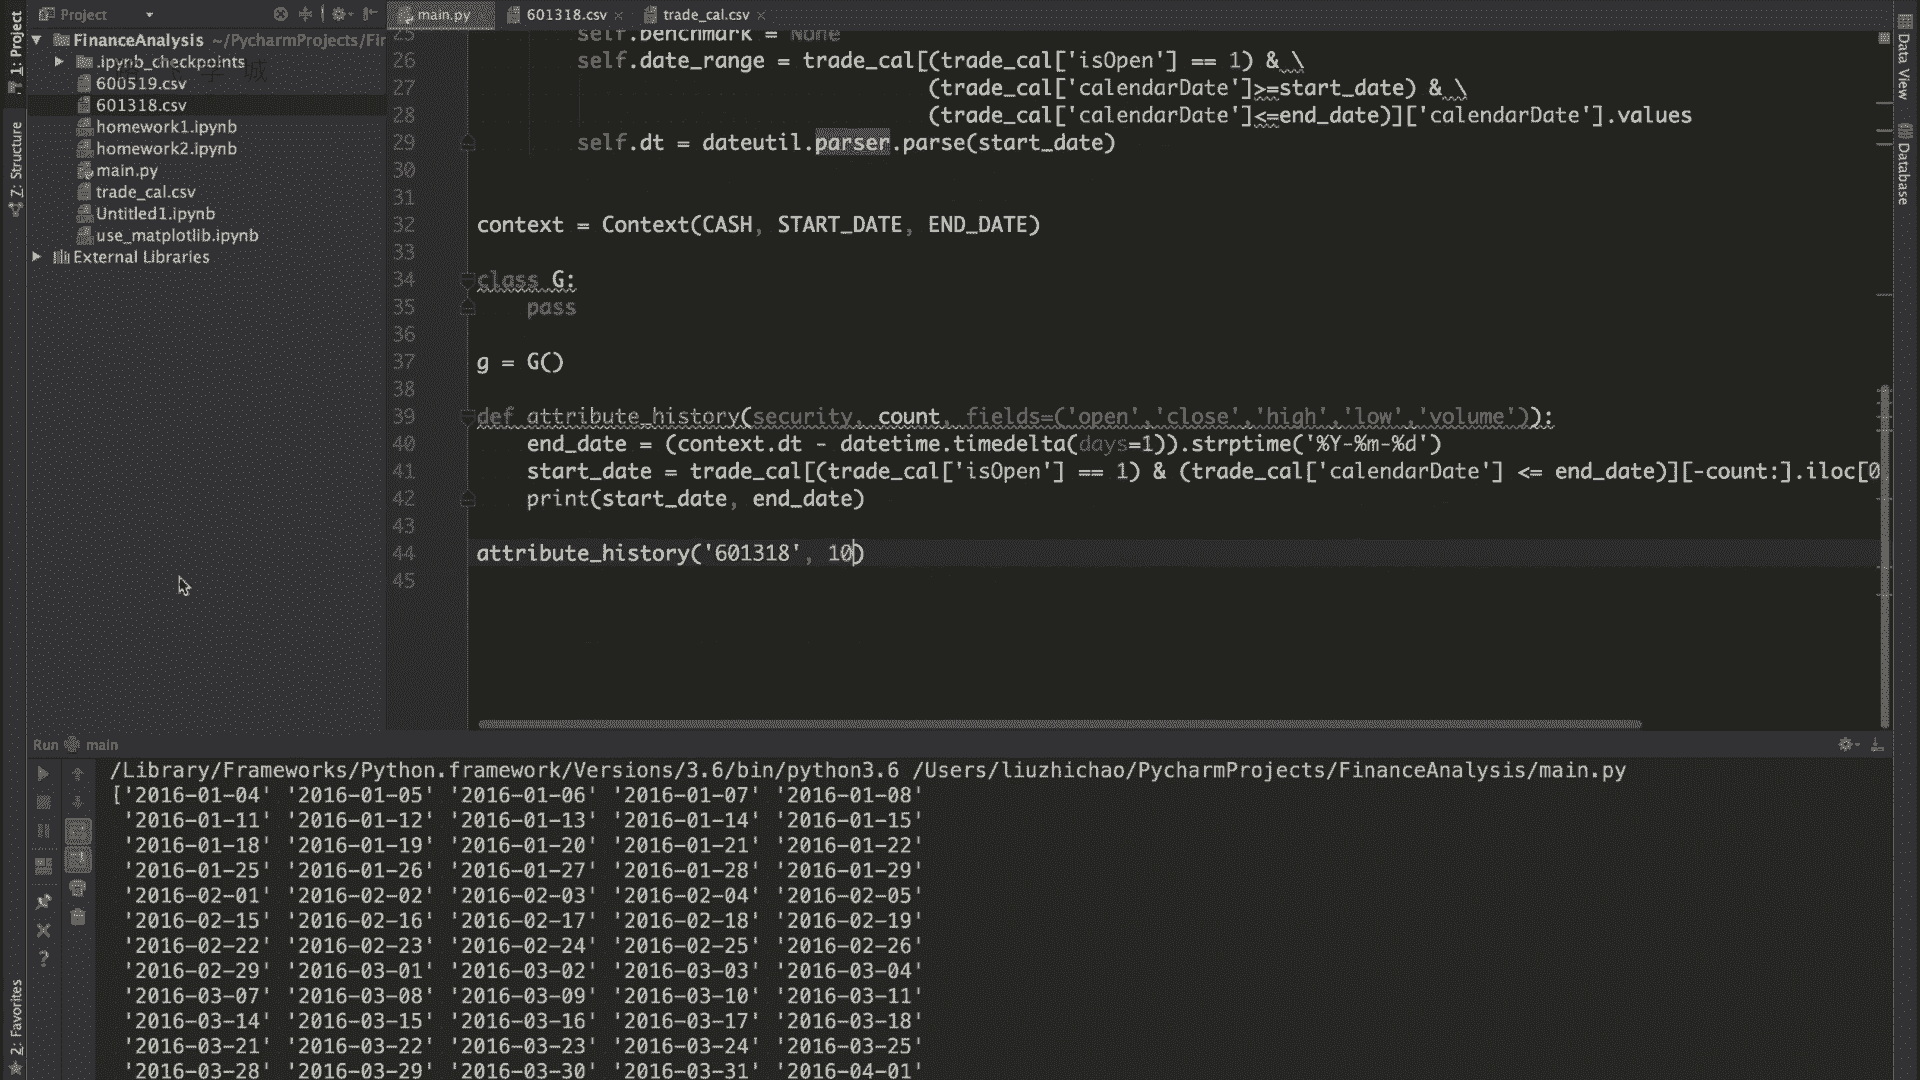 Project
main.py
601318.csv
trade_cal.csv
1: Project
Z: Structure
2: Favorites
Data View
Database
FinanceAnalysis ~/PycharmProjects/Fir
.ipynb_checkpoints
600519.csv
601318.csv
homework1.ipynb
homework2.ipynb
main.py
trade_cal.csv
Untitled1.ipynb
use_matplotlib.ipynb
External Libraries
25 self.benchmark = None
26 self.date_range = trade_cal[(trade_cal['isOpen'] == 1) & \
27 (trade_cal['calendarDate']>=start_date) & \
28 (trade_cal['calendarDate']<=end_date)]['calendarDate'].values
29 self.dt = dateutil.parser.parse(start_date)
30
31
32 context = Context(CASH, START_DATE, END_DATE)
33
34 class G:
35 pass
36
37 g = G()
38
39 def attribute_history(security, count, fields=('open','close','high','low','volume')):
40 end_date = (context.dt - datetime.timedelta(days=1)).strptime('%Y-%m-%d')
41 start_date = trade_cal[(trade_cal['isOpen'] == 1) & (trade_cal['calendarDate'] <= end_date)][-count:].iloc[0
42 print(start_date, end_date)
43
44 attribute_history('601318', 10)
45
Run main
/Library/Frameworks/Python.framework/Versions/3.6/bin/python3.6 /Users/liuzhichao/PycharmProjects/FinanceAnalysis/main.py
['2016-01-04' '2016-01-05' '2016-01-06' '2016-01-07' '2016-01-08'
'2016-01-11' '2016-01-12' '2016-01-13' '2016-01-14' '2016-01-15'
'2016-01-18' '2016-01-19' '2016-01-20' '2016-01-21' '2016-01-22'
'2016-01-25' '2016-01-26' '2016-01-27' '2016-01-28' '2016-01-29'
'2016-02-01' '2016-02-02' '2016-02-03' '2016-02-04' '2016-02-05'
'2016-02-15' '2016-02-16' '2016-02-17' '2016-02-18' '2016-02-19'
'2016-02-22' '2016-02-23' '2016-02-24' '2016-02-25' '2016-02-26'
'2016-02-29' '2016-03-01' '2016-03-02' '2016-03-03' '2016-03-04'
'2016-03-07' '2016-03-08' '2016-03-09' '2016-03-10' '2016-03-11'
'2016-03-14' '2016-03-15' '2016-03-16' '2016-03-17' '2016-03-18'
'2016-03-21' '2016-03-22' '2016-03-23' '2016-03-24' '2016-03-25'
'2016-03-28' '2016-03-29' '2016-03-30' '2016-03-31' '2016-04-01'